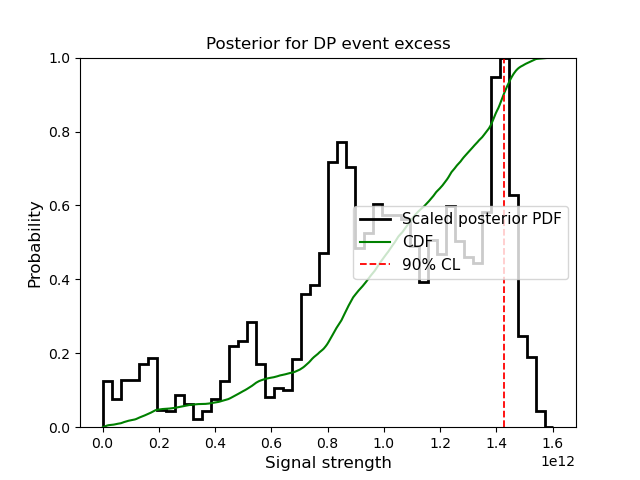 Posterior for DP event excess
Probability
1.0
0.8
0.6
0.4
0.2
0.0
Scaled posterior PDF
CDF
90% CL
0.0 0.2 0.4 0.6 0.8 1.0 1.2 1.4 1.6
1e12
Signal strength